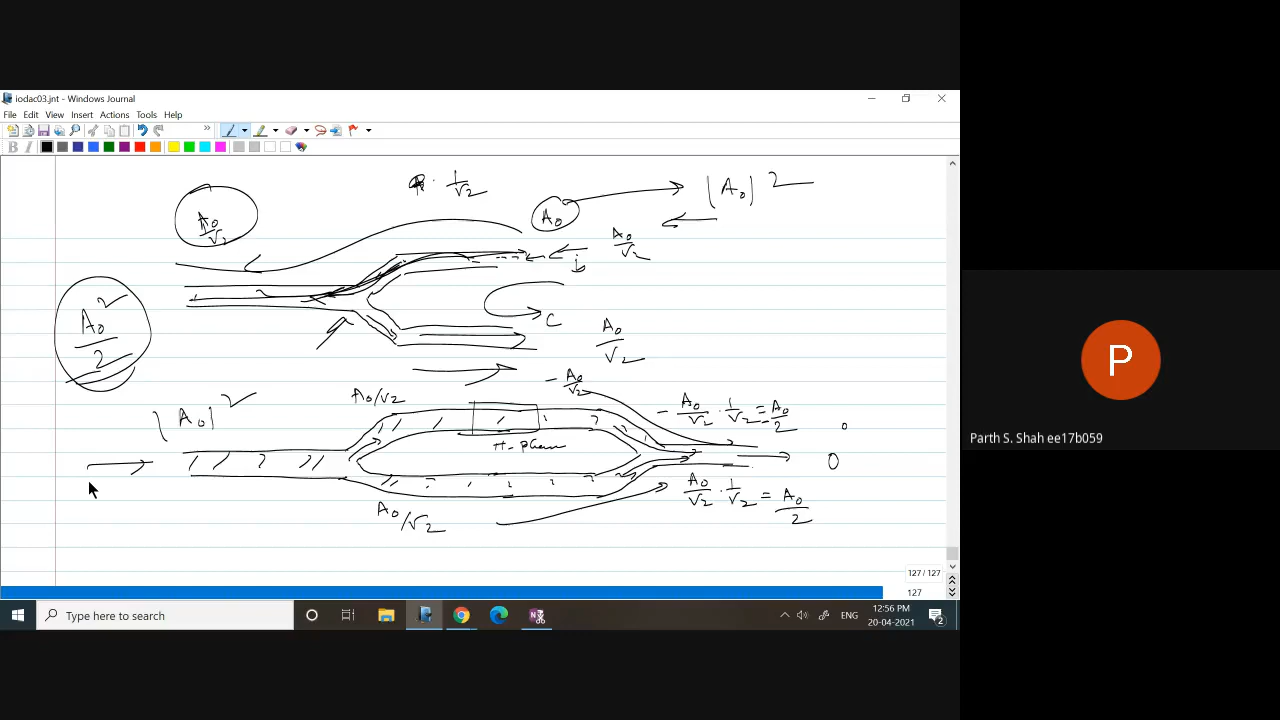 iodac03.jnt - Windows Journal
File Edit View Insert Actions Tools Help
A₀/√2
· 1/√2
A₀
|A₀|²
A₀/√2
b
C
A₀²/2
A₀/√2
|A₀|²
A₀/√2
- A₀/√2
- A₀/√2 · 1/√2 = A₀/2
0
π-phase
0
A₀/√2
A₀/√2 · 1/√2 = A₀/2
Parth S. Shah ee17b059
P
127 / 127
127
Type here to search
ENG
12:56 PM
20-04-2021
2